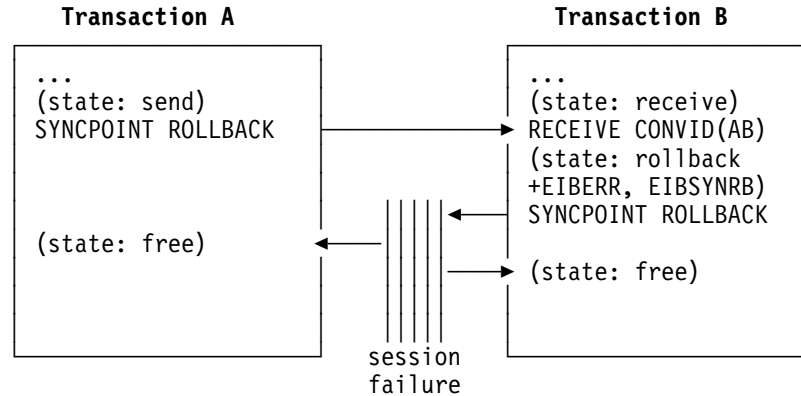 Transaction A
Transaction B
...
(state: send)
SYNCPOINT ROLLBACK
(state: free)
...
(state: receive)
RECEIVE CONVID(AB)
(state: rollback
+EIBERR, EIBSYNRB)
SYNCPOINT ROLLBACK
(state: free)
session
failure